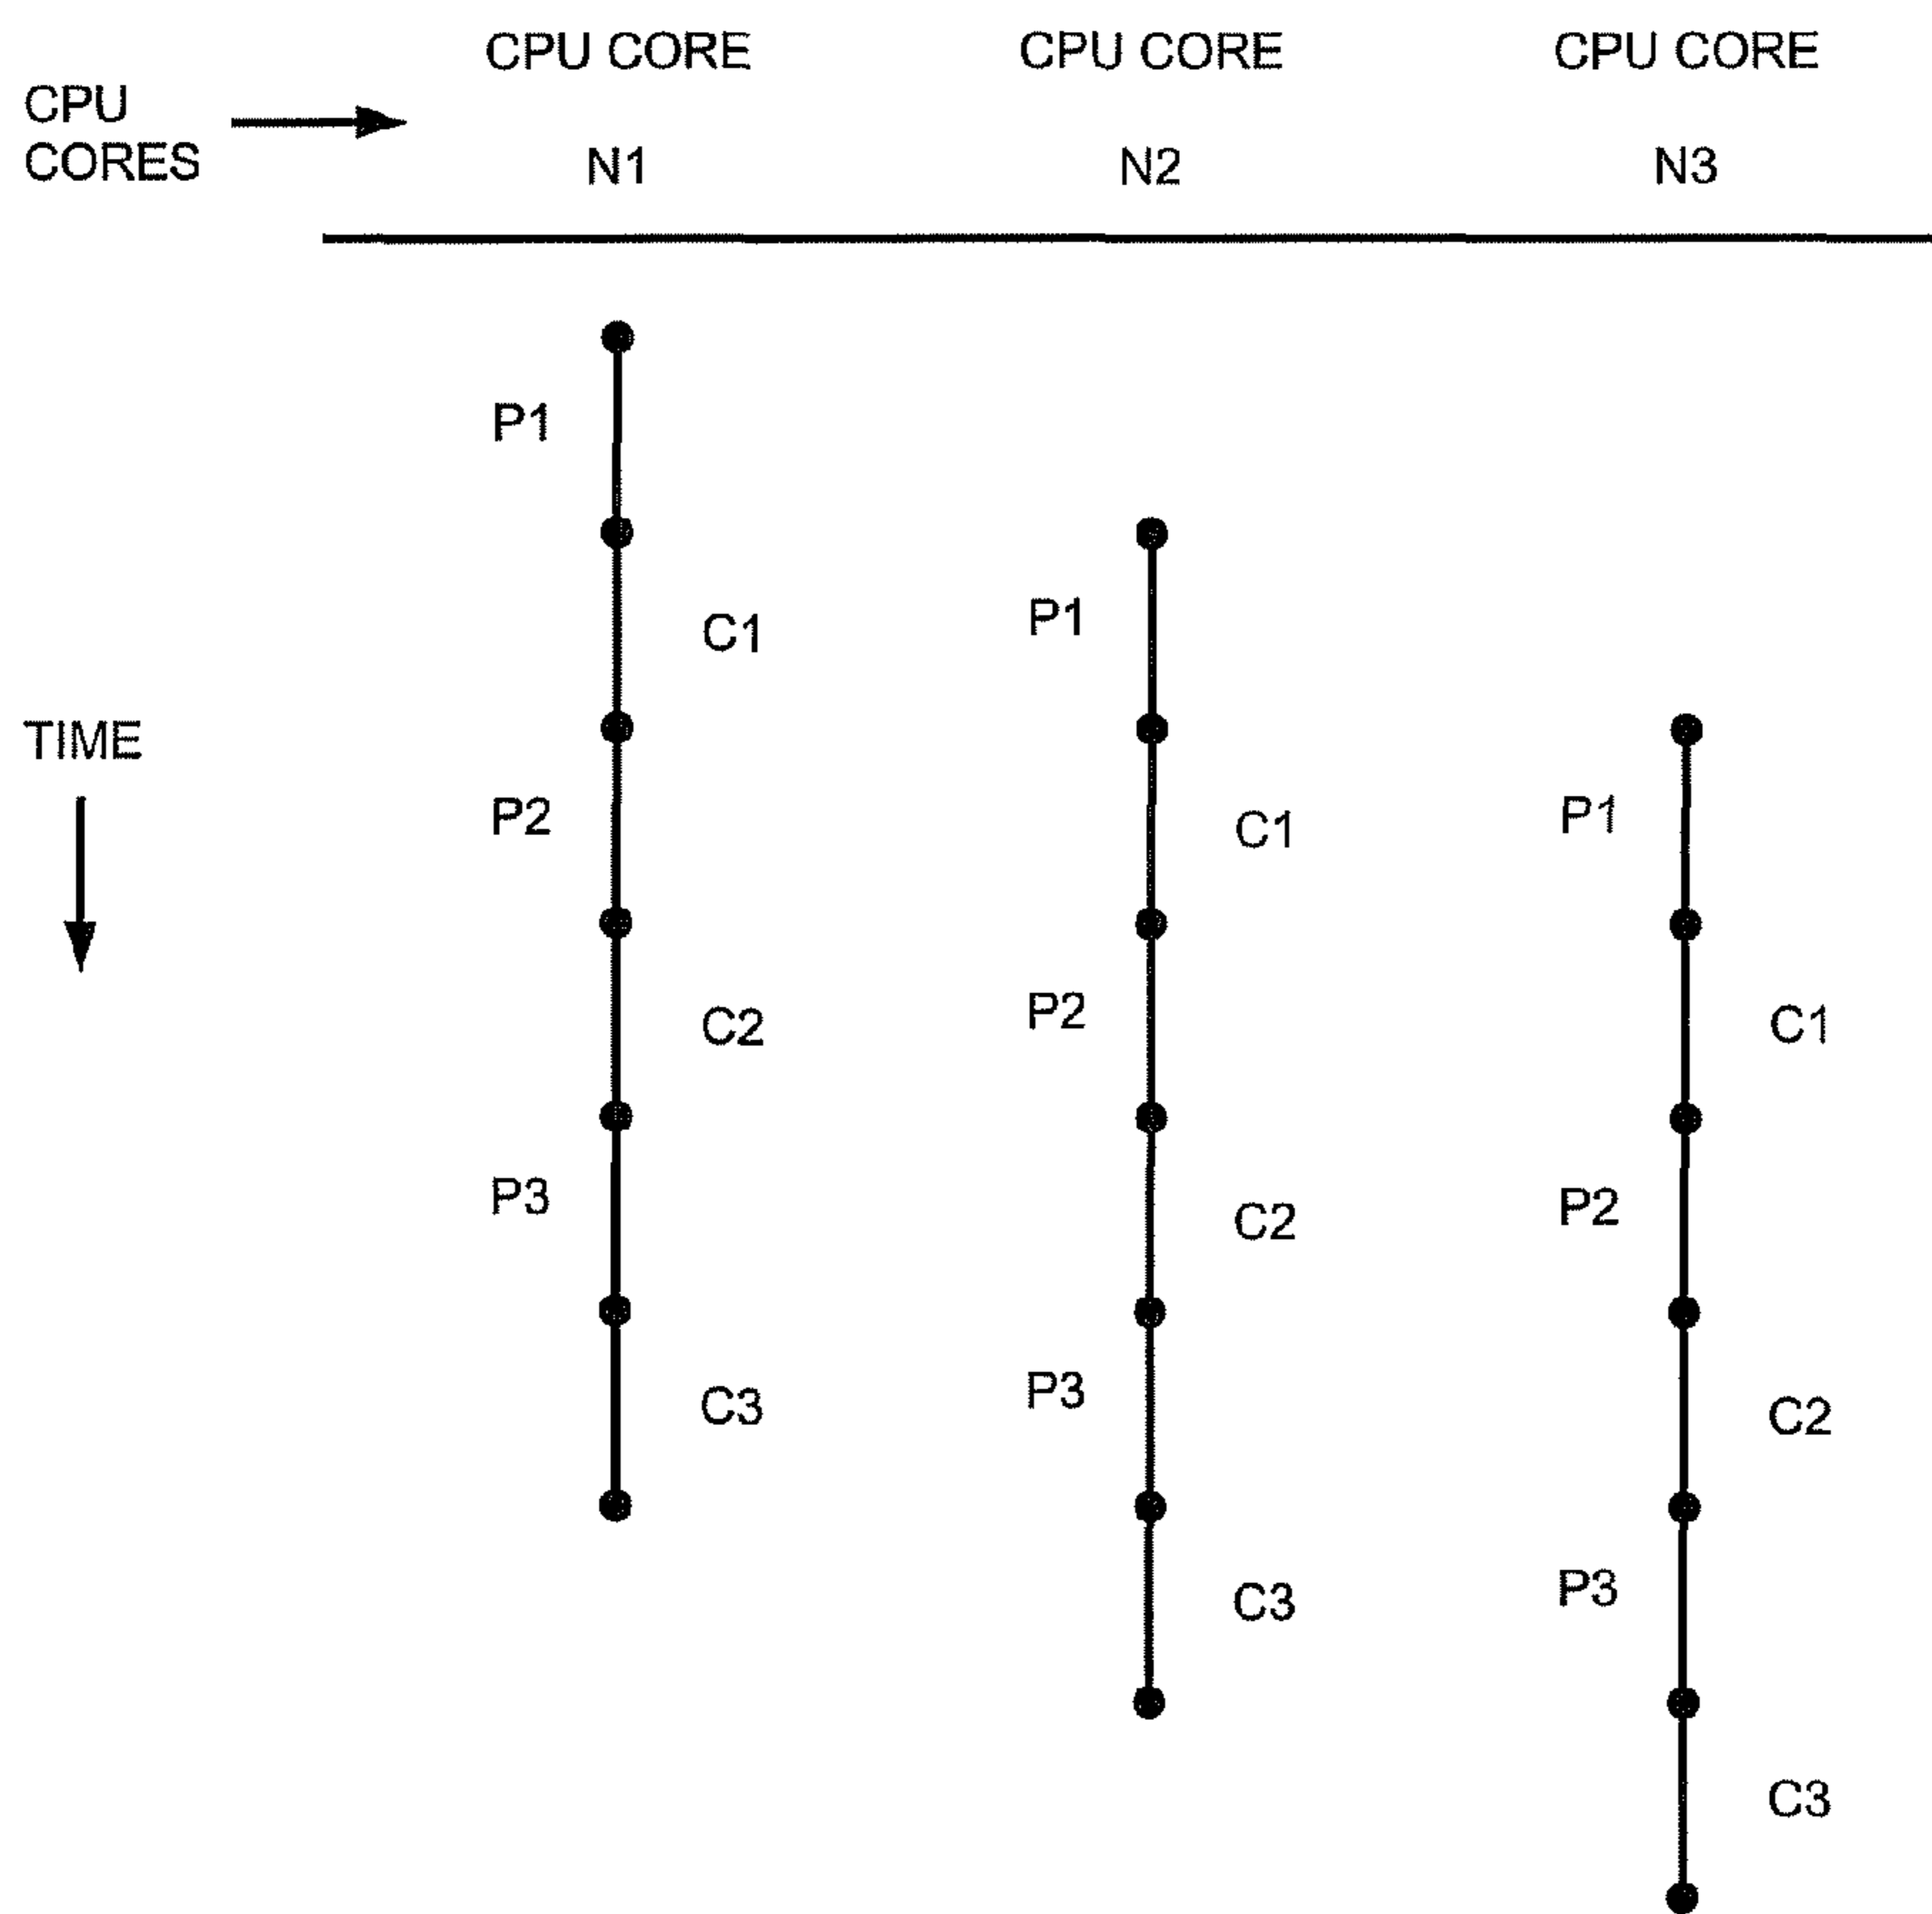 CPU CORE CPU CORE CPU CORE
CPU
CORES
N1 N2 N3
P1
C1 P1
TIME
P2 C1 P1
C2 P2 C1
P3 C2 P2
C3 P3 C2
C3 P3
C3